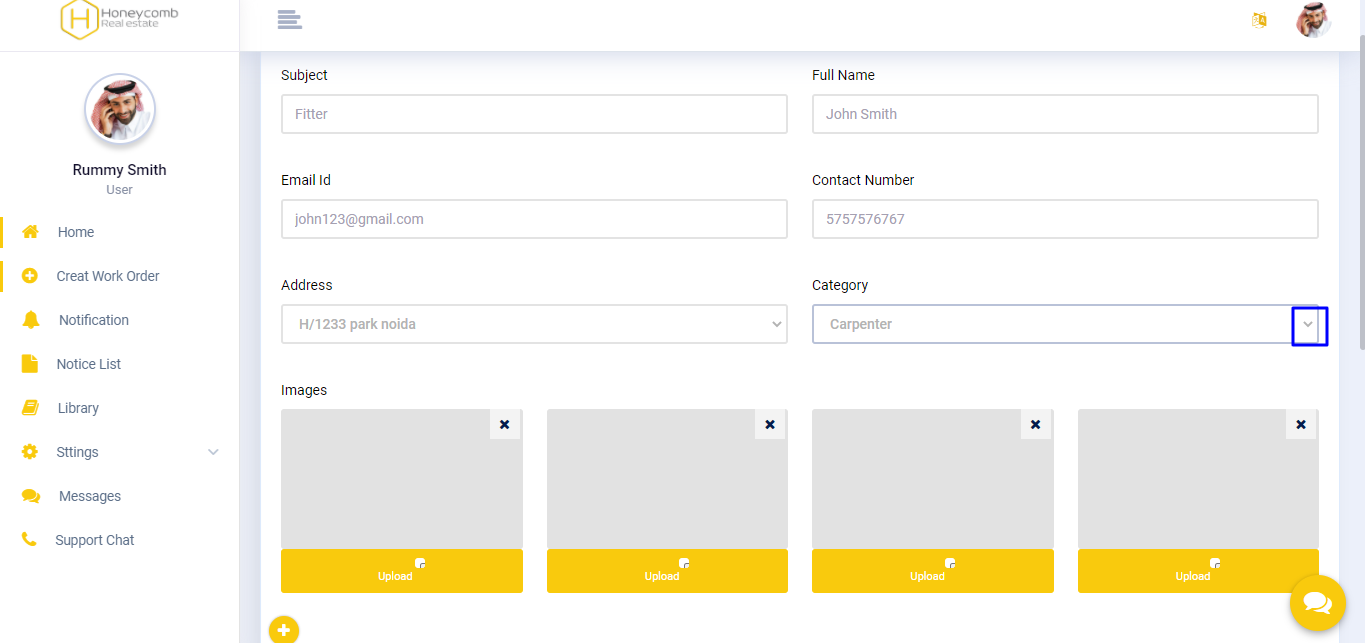 Honeycomb
Real estate
Rummy Smith
User
Home
Creat Work Order
Notification
Notice List
Library
Sttings
Messages
Support Chat
Subject
Full Name
Fitter
John Smith
Email Id
Contact Number
john123@gmail.com
5757576767
Address
Category
H/1233 park noida
Carpenter
Images
Upload
Upload
Upload
Upload